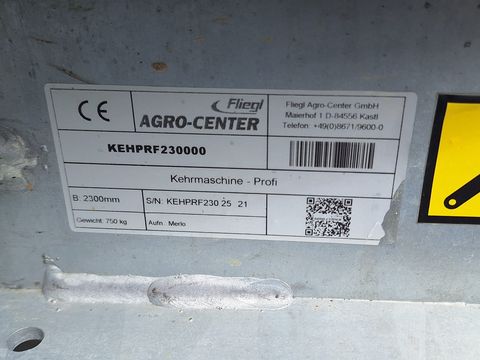 CE
Fliegl
AGRO-CENTER
Fliegl Agro-Center GmbH
Maierhof 1 D-84556 Kastl
Telefon: +49(0)8671/9600-0
KEHPRF230000
Kehrmaschine - Profi
B: 2300mm
S/N: KEHPRF230 25 21
Gewicht: 750 kg
Aufn: Merlo